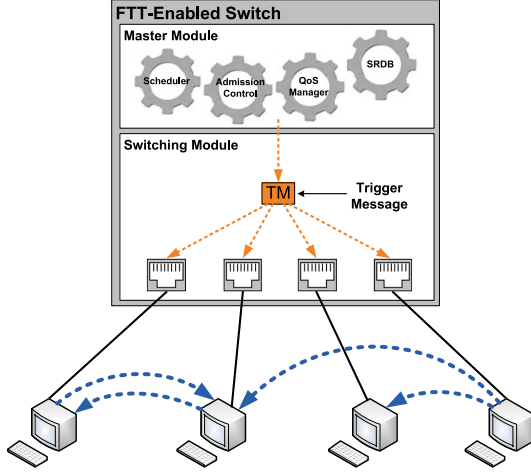 FTT-Enabled Switch
Master Module
Scheduler
Admission
Control
QoS
Manager
SRDB
Switching Module
TM
Trigger
Message